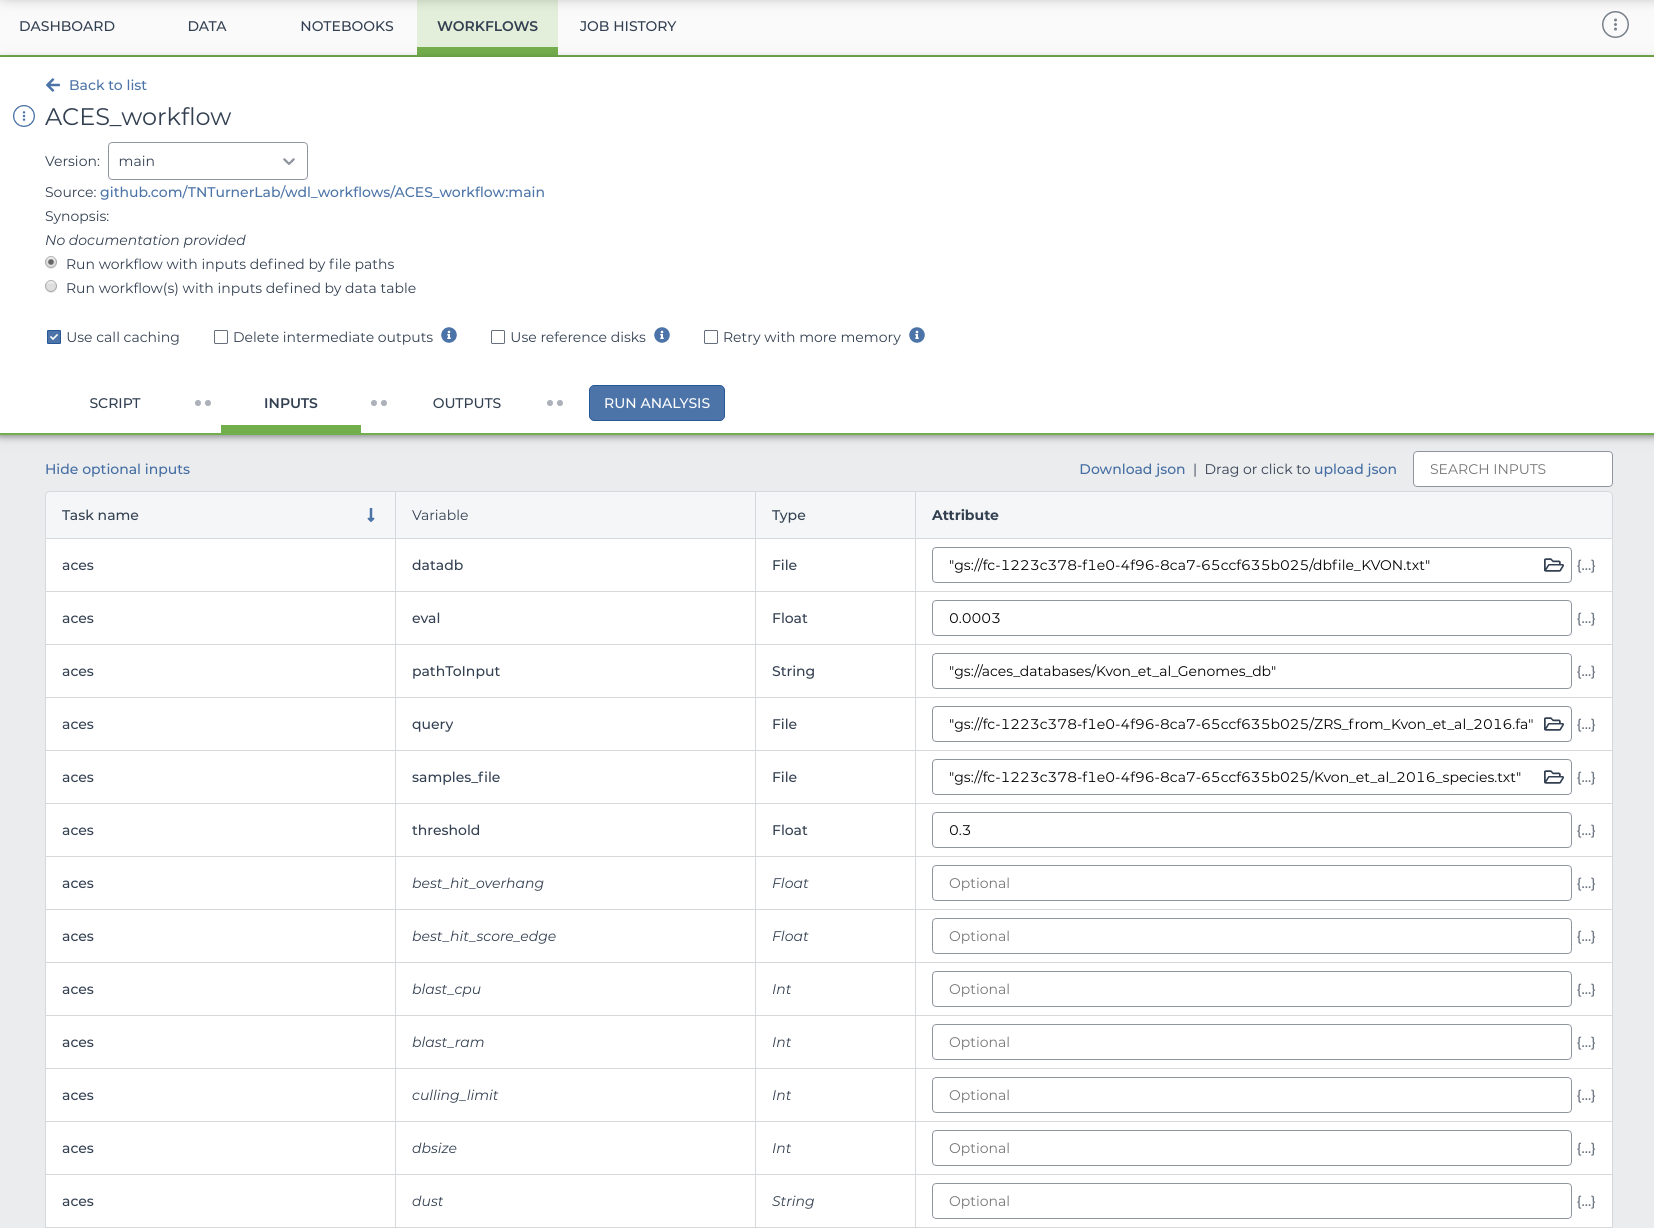 DASHBOARD DATA NOTEBOOKS WORKFLOWS JOB HISTORY
Back to list
ACES_workflow
Version: main
Source: github.com/TNTurnerLab/wdl_workflows/ACES_workflow:main
Synopsis:
No documentation provided
Run workflow with inputs defined by file paths
Run workflow(s) with inputs defined by data table
Use call caching Delete intermediate outputs Use reference disks Retry with more memory
SCRIPT INPUTS OUTPUTS RUN ANALYSIS
Hide optional inputs Download json | Drag or click to upload json SEARCH INPUTS
Task name Variable Type Attribute
aces datadb File "gs://fc-1223c378-f1e0-4f96-8ca7-65ccf635b025/dbfile_KVON.txt" {...}
aces eval Float 0.0003 {...}
aces pathToInput String "gs://aces_databases/Kvon_et_al_Genomes_db" {...}
aces query File "gs://fc-1223c378-f1e0-4f96-8ca7-65ccf635b025/ZRS_from_Kvon_et_al_2016.fa" {...}
aces samples_file File "gs://fc-1223c378-f1e0-4f96-8ca7-65ccf635b025/Kvon_et_al_2016_species.txt" {...}
aces threshold Float 0.3 {...}
aces best_hit_overhang Float Optional {...}
aces best_hit_score_edge Float Optional {...}
aces blast_cpu Int Optional {...}
aces blast_ram Int Optional {...}
aces culling_limit Int Optional {...}
aces dbsize Int Optional {...}
aces dust String Optional {...}